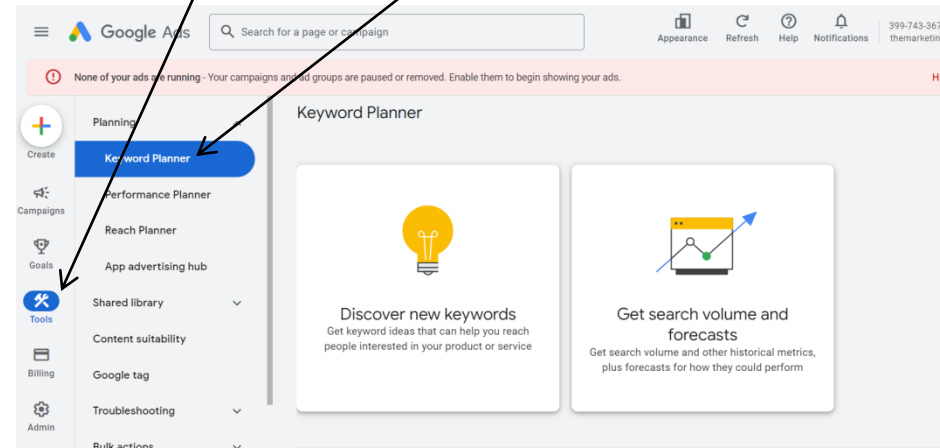 Google Ads
Search for a page or campaign
Appearance
Refresh
Help
Notifications
399-743-367
themarketin
None of your ads are running - Your campaigns and ad groups are paused or removed. Enable them to begin showing your ads.
H
Create
Campaigns
Goals
Tools
Billing
Admin
Planning
Keyword Planner
Performance Planner
Reach Planner
App advertising hub
Shared library
Content suitability
Google tag
Troubleshooting
Bulk actions
Keyword Planner
Discover new keywords
Get keyword ideas that can help you reach
people interested in your product or service
Get search volume and
forecasts
Get search volume and other historical metrics,
plus forecasts for how they could perform